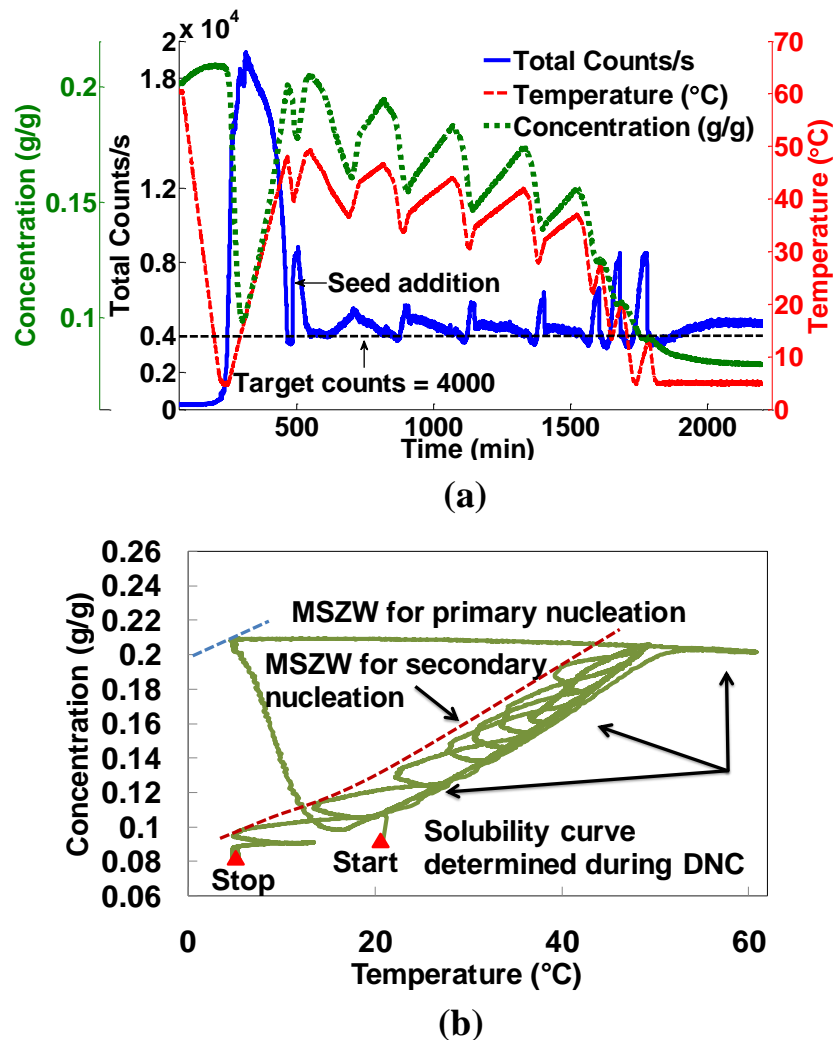 2 x 10⁴
70
0.2
1.8
60
Total Counts/s
Temperature (°C)
Concentration (g/g)
50
1.2
40
0.15
0.8
30
Seed addition
20
0.1
0.4
10
0.2
Target counts = 4000
0
0
500
1000
1500
2000
Time (min)
Concentration (g/g)
Total Counts/s
Temperature (°C)
(a)
0.26
0.24
0.22
0.2
0.18
0.16
0.14
0.12
0.1
0.08
0.06
Concentration (g/g)
MSZW for primary nucleation
MSZW for secondary
nucleation
Solubility curve
determined during DNC
Start
Stop
0
20
40
60
Temperature (°C)
(b)